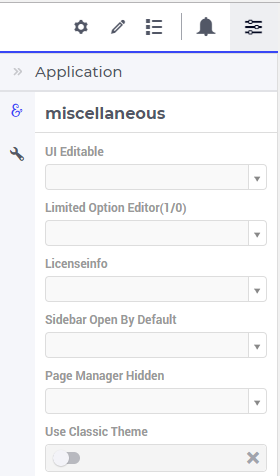 Application
miscellaneous
UI Editable
Limited Option Editor(1/0)
Licenseinfo
Sidebar Open By Default
Page Manager Hidden
Use Classic Theme